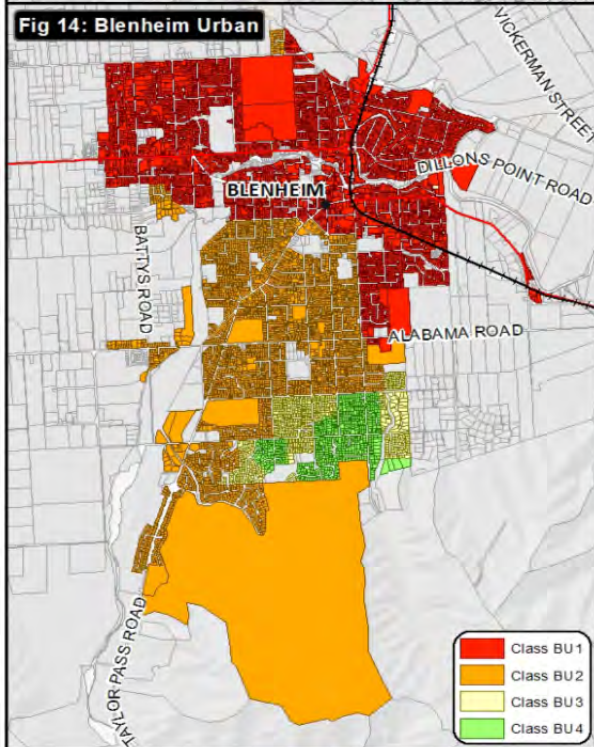 Fig 14: Blenheim Urban
VICKERMAN STREET
DILLONS POINT ROAD
BLENHEIM
BATTYS ROAD
ALABAMA ROAD
TAYLOR PASS ROAD
Class BU1
Class BU2
Class BU3
Class BU4